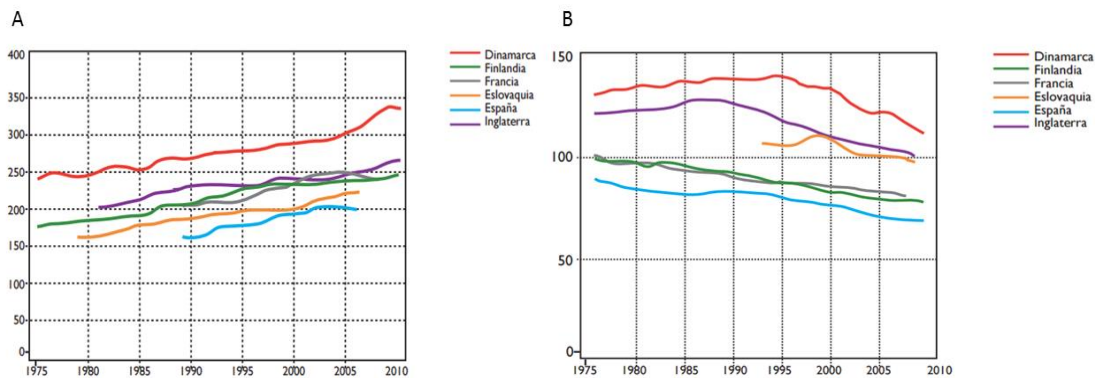 A
400
350
300
250
200
150
100
50
0
1975 1980 1985 1990 1995 2000 2005 2010
Dinamarca
Finlandia
Francia
Eslovaquia
España
Inglaterra
B
150
100
50
0
1975 1980 1985 1990 1995 2000 2005 2010
Dinamarca
Finlandia
Francia
Eslovaquia
España
Inglaterra